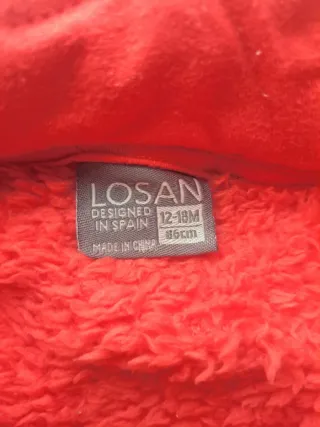 LOSAN
DESIGNED
IN SPAIN
12-18M
86cm
MADE IN CHINA